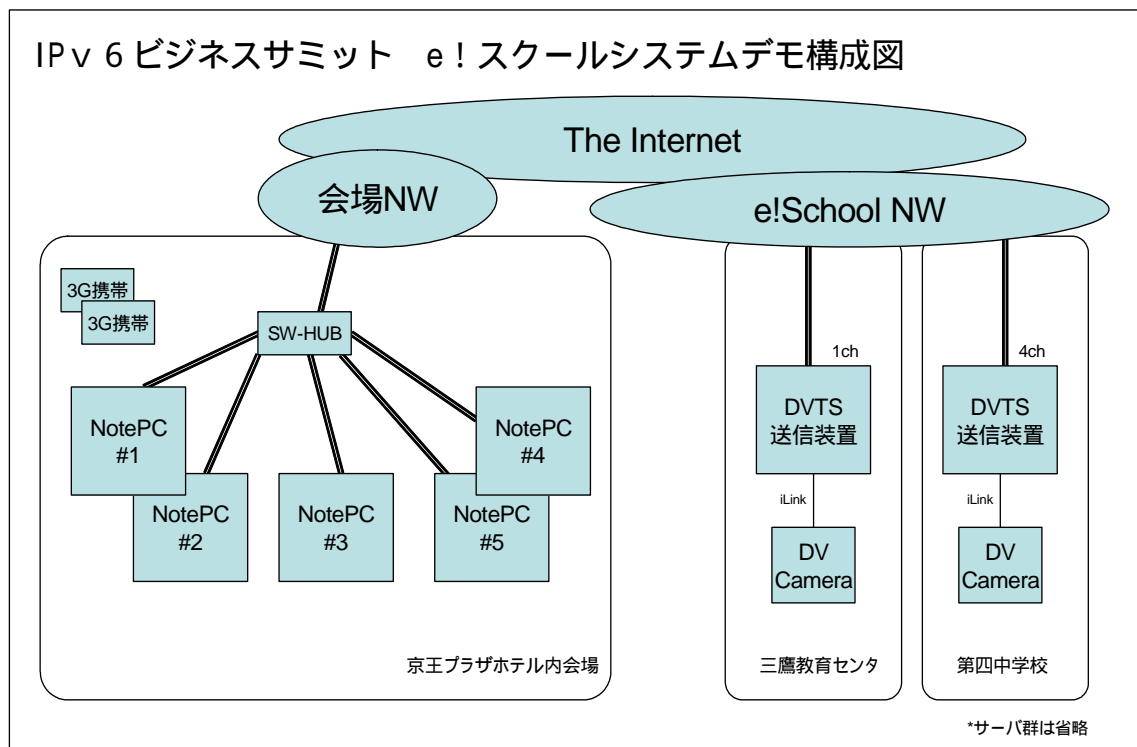 IPv6ビジネスサミット　e！スクールシステムデモ構成図
The Internet
会場NW
e!School NW
3G携帯
3G携帯
SW-HUB
NotePC
#1
NotePC
#2
NotePC
#3
NotePC
#4
NotePC
#5
京王プラザホテル内会場
1ch
DVTS
送信装置
iLink
DV
Camera
三鷹教育センタ
4ch
DVTS
送信装置
iLink
DV
Camera
第四中学校
*サーバ群は省略